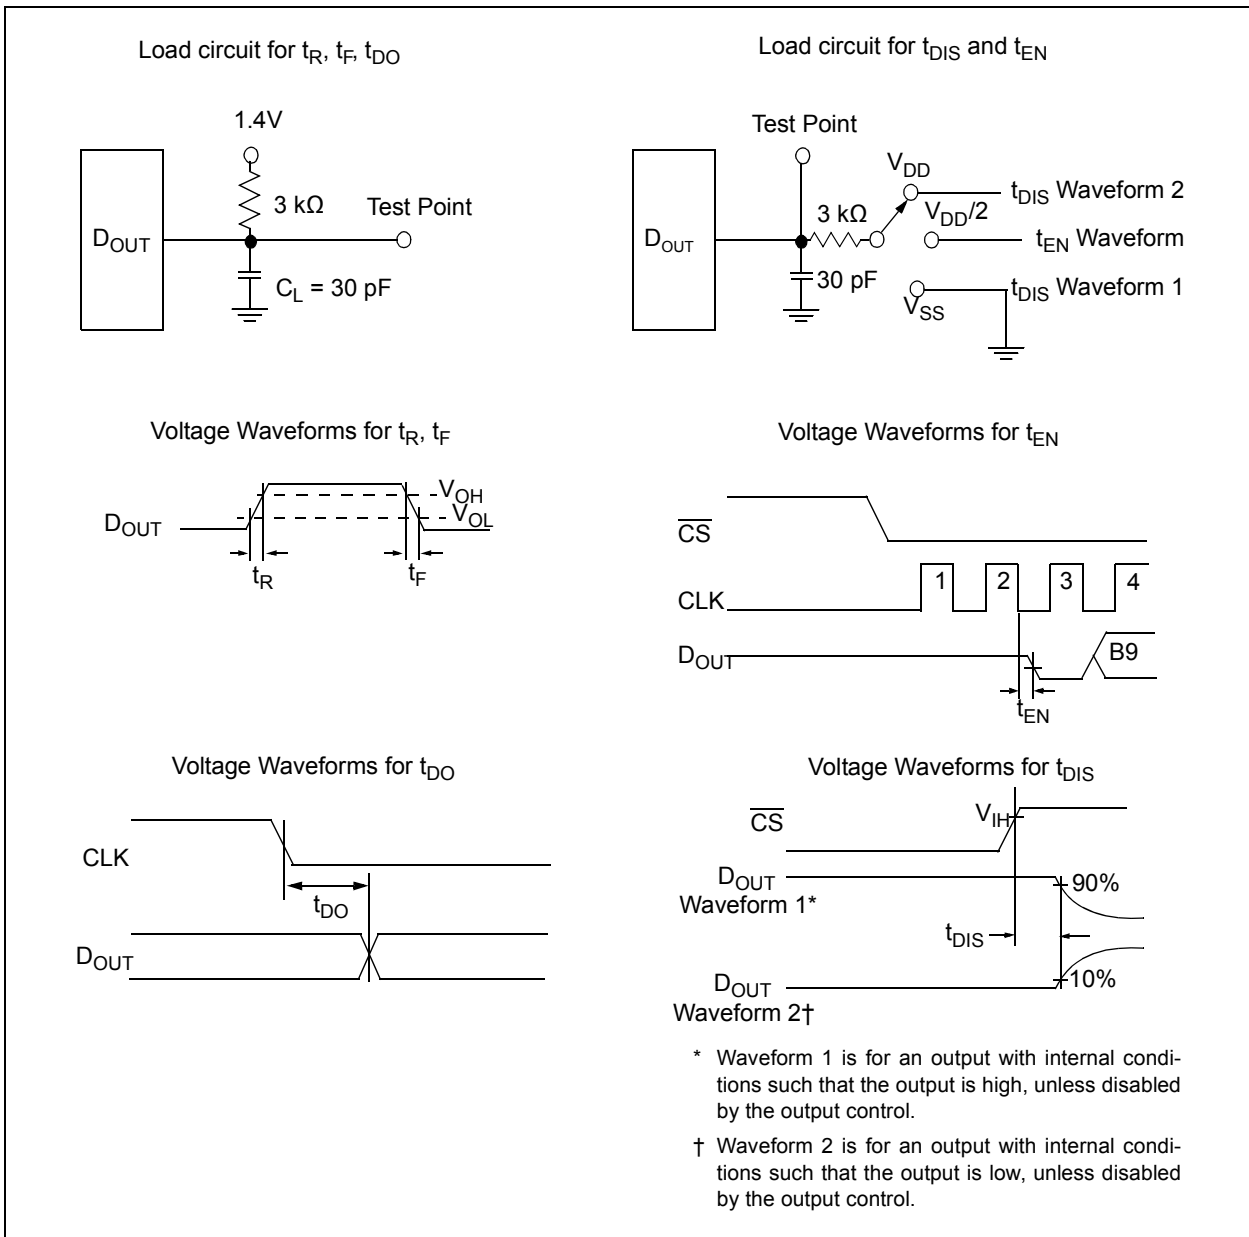 Load circuit for tR, tF, tDO
1.4V
3 kΩ
Test Point
DOUT
CL = 30 pF
Load circuit for tDIS and tEN
Test Point
VDD
tDIS Waveform 2
3 kΩ
VDD/2
DOUT
tEN Waveform
30 pF
tDIS Waveform 1
VSS
Voltage Waveforms for tR, tF
VOH
VOL
DOUT
tR
tF
Voltage Waveforms for tEN
CS
1 2 3 4
CLK
DOUT
B9
tEN
Voltage Waveforms for tDO
CLK
tDO
DOUT
Voltage Waveforms for tDIS
VIH
CS
DOUT
90%
Waveform 1*
tDIS
DOUT
10%
Waveform 2†
* Waveform 1 is for an output with internal condi-
tions such that the output is high, unless disabled
by the output control.
† Waveform 2 is for an output with internal condi-
tions such that the output is low, unless disabled
by the output control.